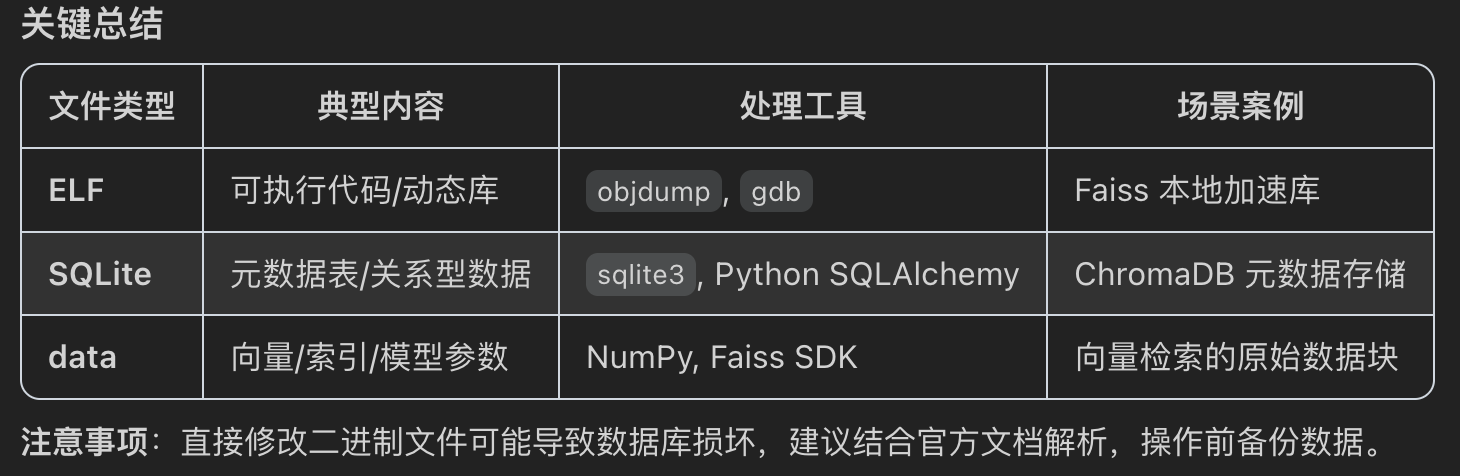 关键总结
文件类型 典型内容 处理工具 场景案例
ELF 可执行代码/动态库 objdump, gdb Faiss 本地加速库
SQLite 元数据表/关系型数据 sqlite3, Python SQLAlchemy ChromaDB 元数据存储
data 向量/索引/模型参数 NumPy, Faiss SDK 向量检索的原始数据块
注意事项：直接修改二进制文件可能导致数据库损坏，建议结合官方文档解析，操作前备份数据。